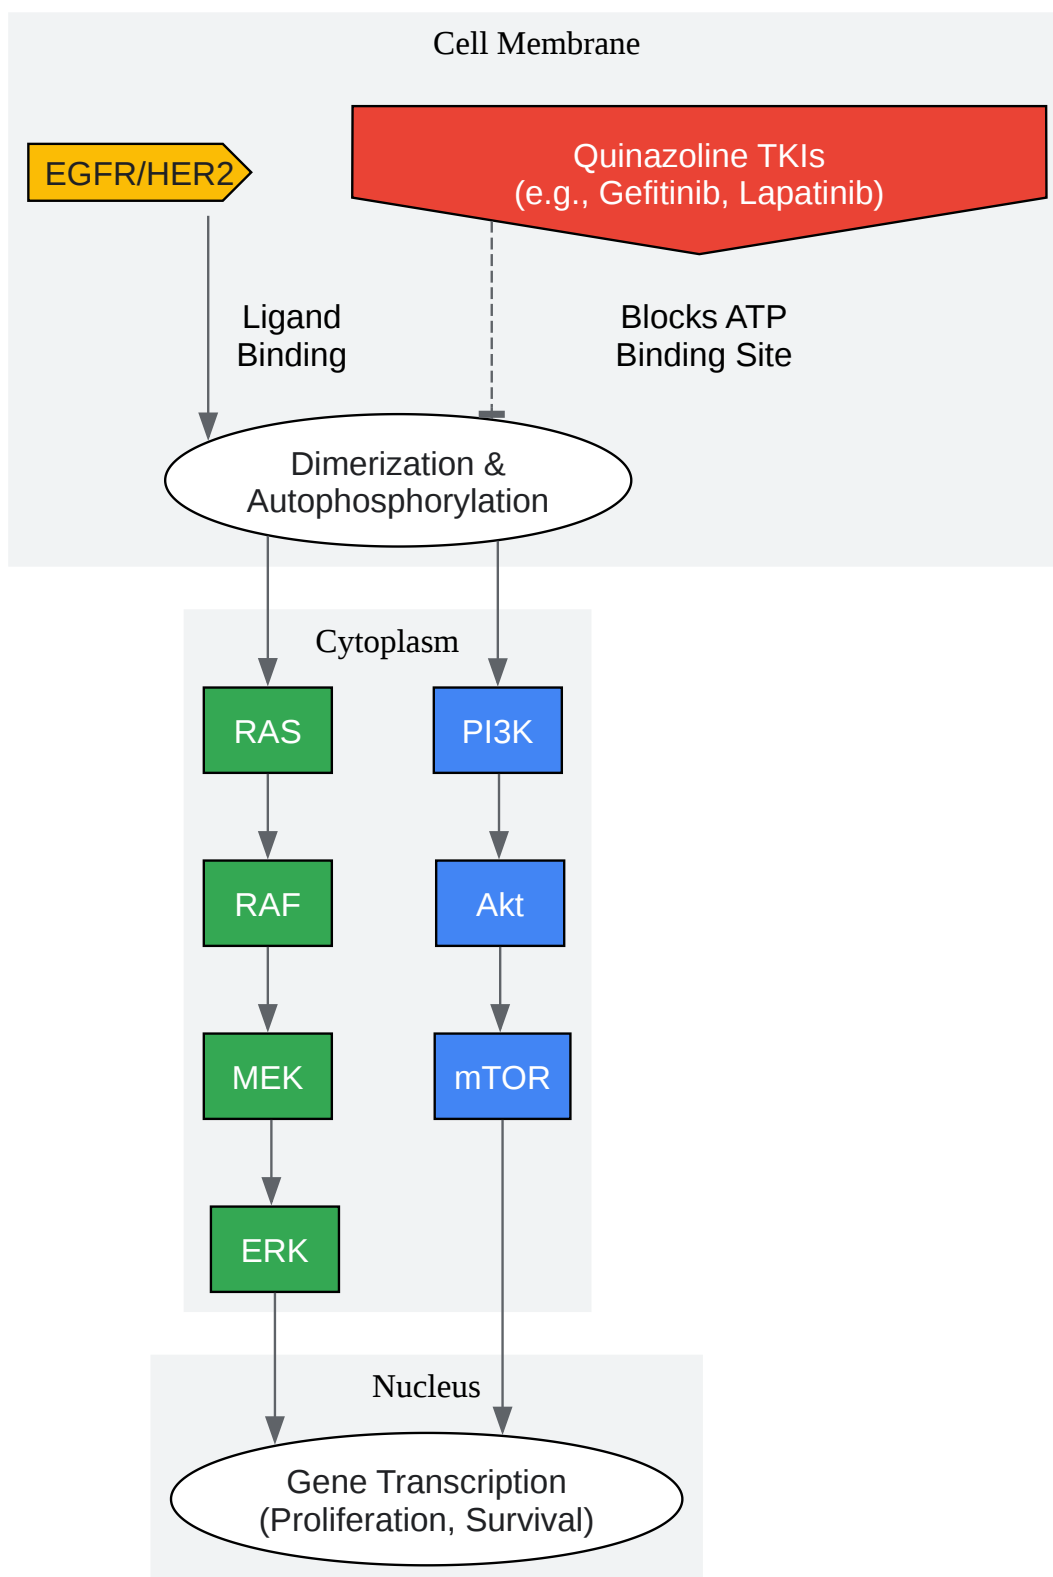 Cell Membrane
EGFR/HER2
Quinazoline TKIs
(e.g., Gefitinib, Lapatinib)
Ligand
Binding
Blocks ATP
Binding Site
Dimerization &
Autophosphorylation
Cytoplasm
RAS
PI3K
RAF
Akt
MEK
mTOR
ERK
Nucleus
Gene Transcription
(Proliferation, Survival)